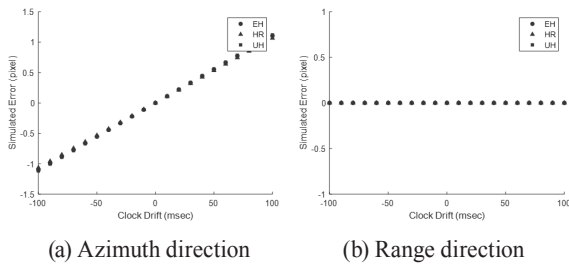 1.5
1
0.5
0
-0.5
-1
-1.5
-100
-50
0
50
100
Simulated Error (pixel)
Clock Drift (msec)
EH
HR
UH
(a) Azimuth direction
1
0.5
0
-0.5
-1
-100
-50
0
50
100
Simulated Error (pixel)
Clock Drift (msec)
EH
HR
UH
(b) Range direction